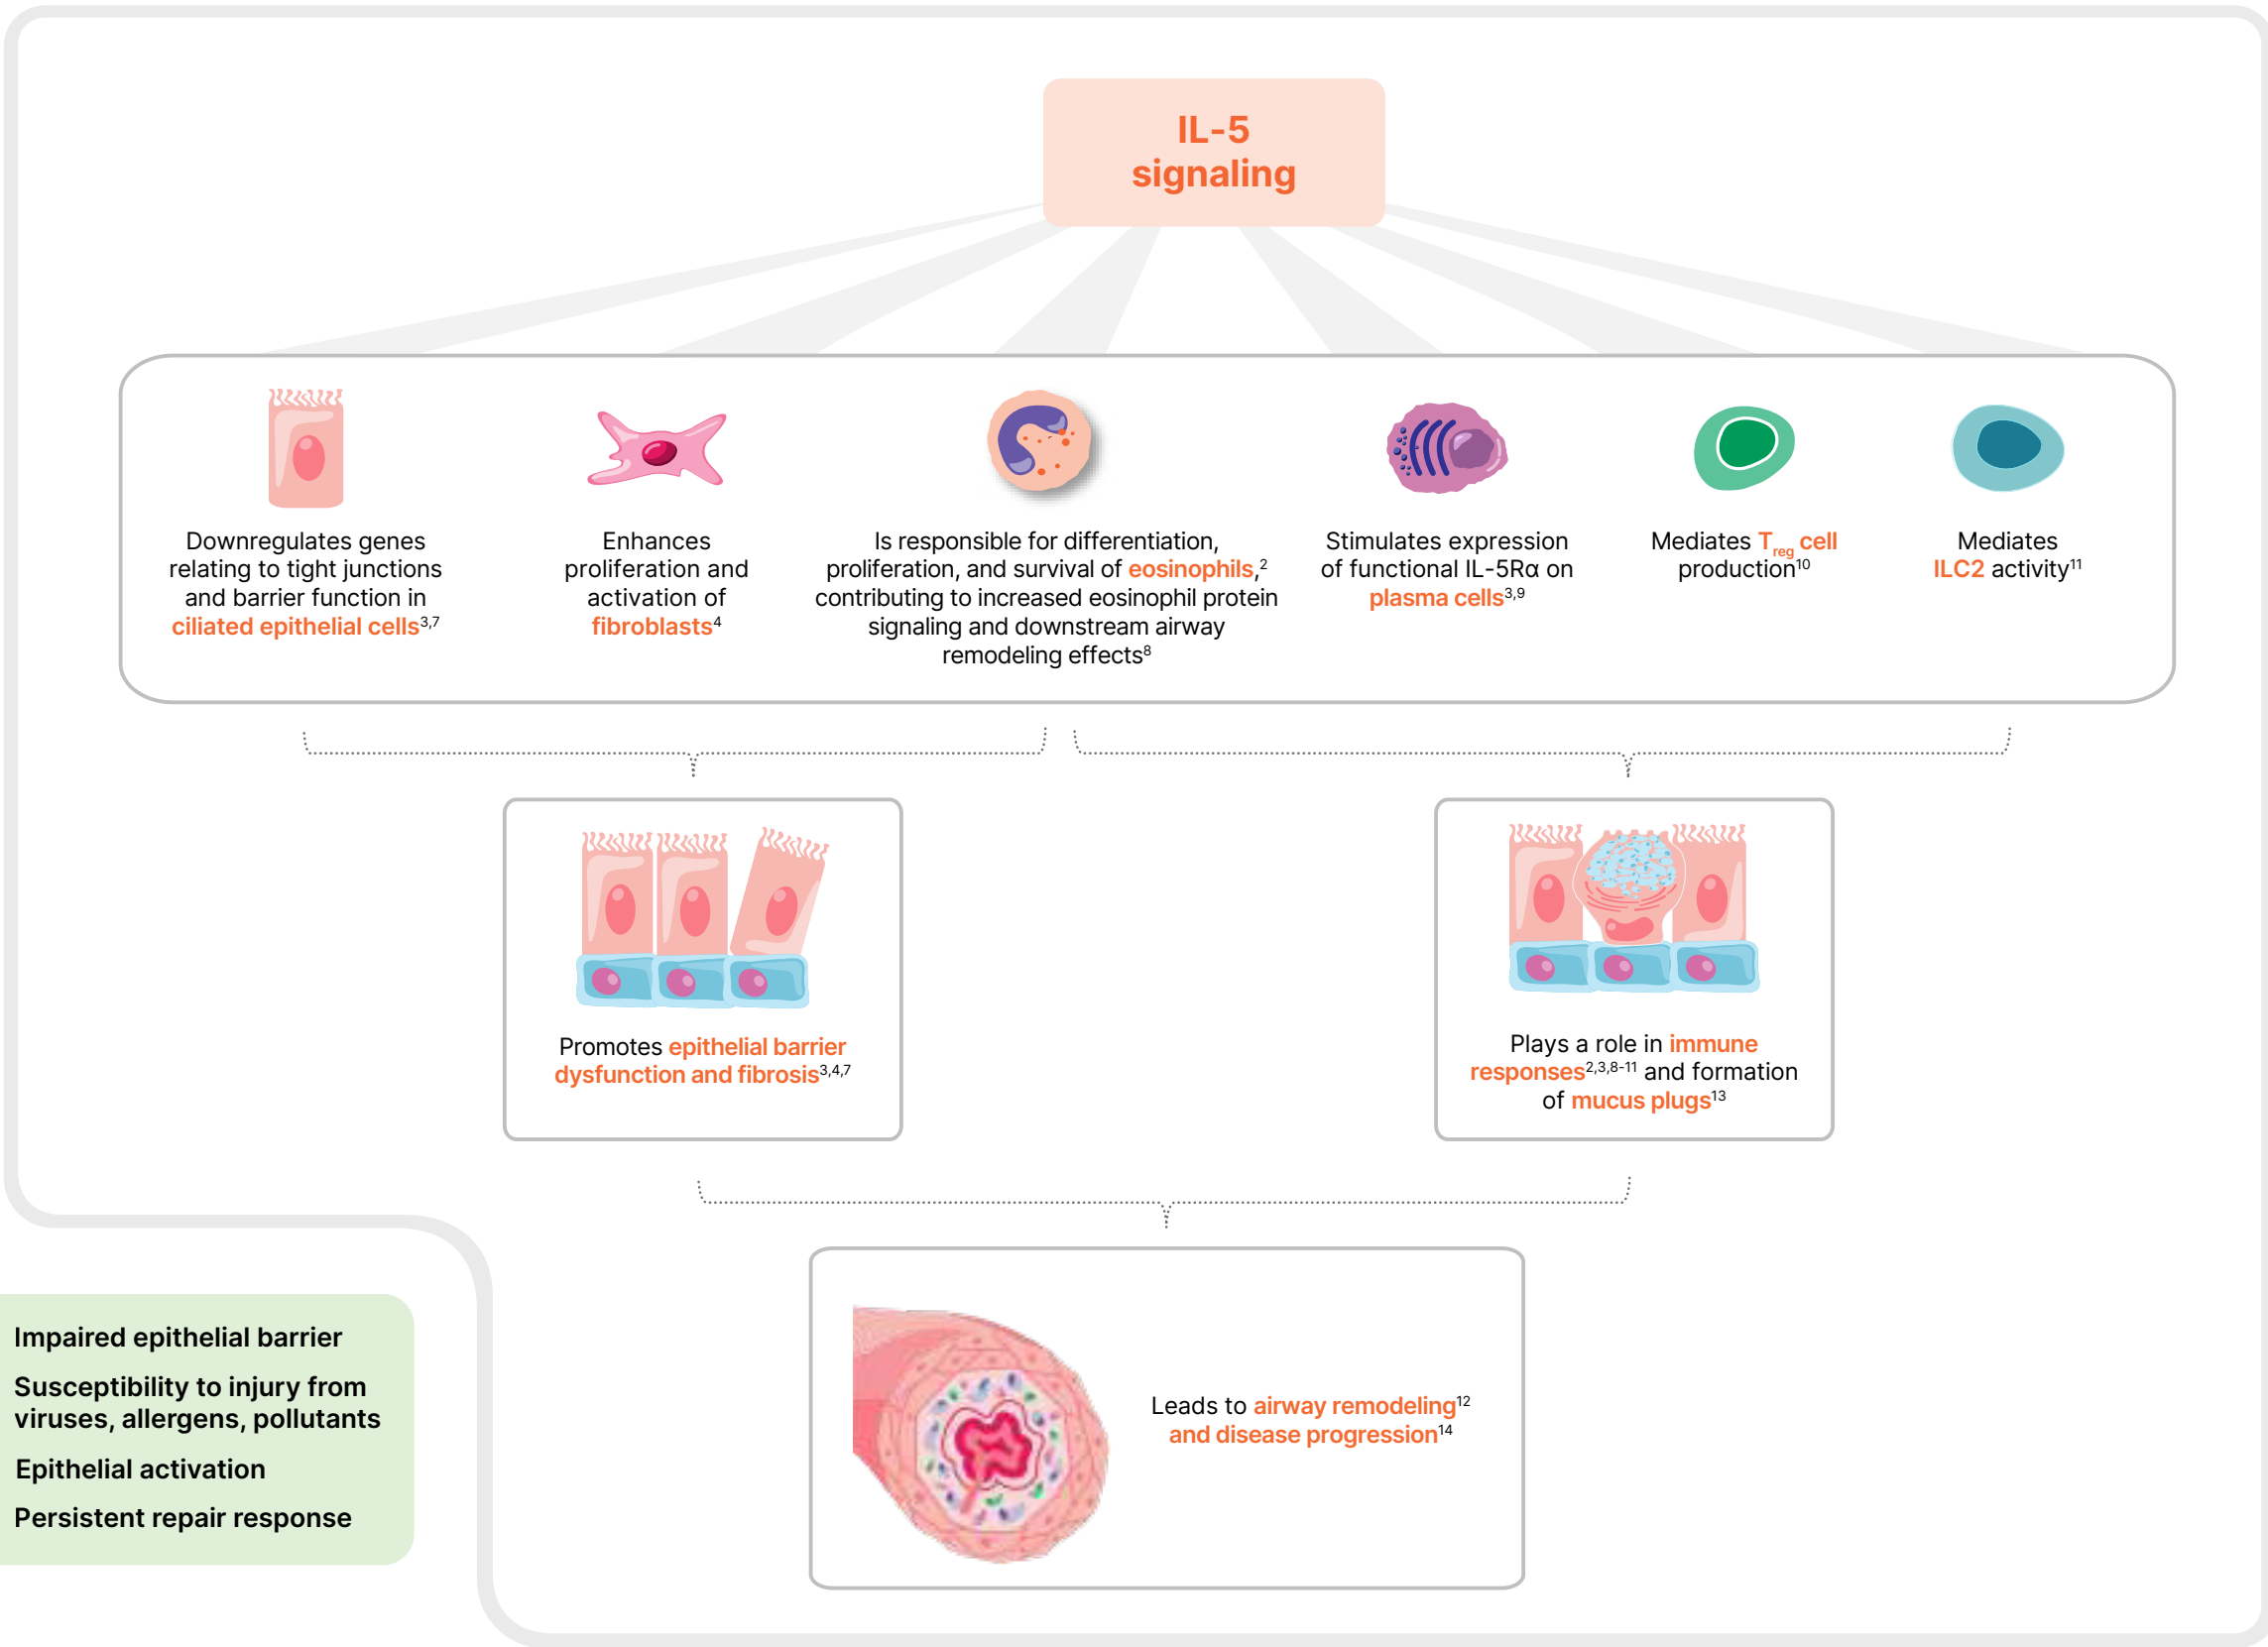 IL-5
signaling
Downregulates genes
relating to tight junctions
and barrier function in
ciliated epithelial cells3,7
Enhances
proliferation and
activation of
fibroblasts4
Is responsible for differentiation,
proliferation, and survival of eosinophils,2
contributing to increased eosinophil protein
signaling and downstream airway
remodeling effects8
Stimulates expression
of functional IL-5Rα on
plasma cells3,9
Mediates Treg cell
production10
Mediates
ILC2 activity11
Promotes epithelial barrier
dysfunction and fibrosis3,4,7
Plays a role in immune
responses2,3,8-11 and formation
of mucus plugs13
Leads to airway remodeling12
and disease progression14
Impaired epithelial barrier
Susceptibility to injury from
viruses, allergens, pollutants
Epithelial activation
Persistent repair response